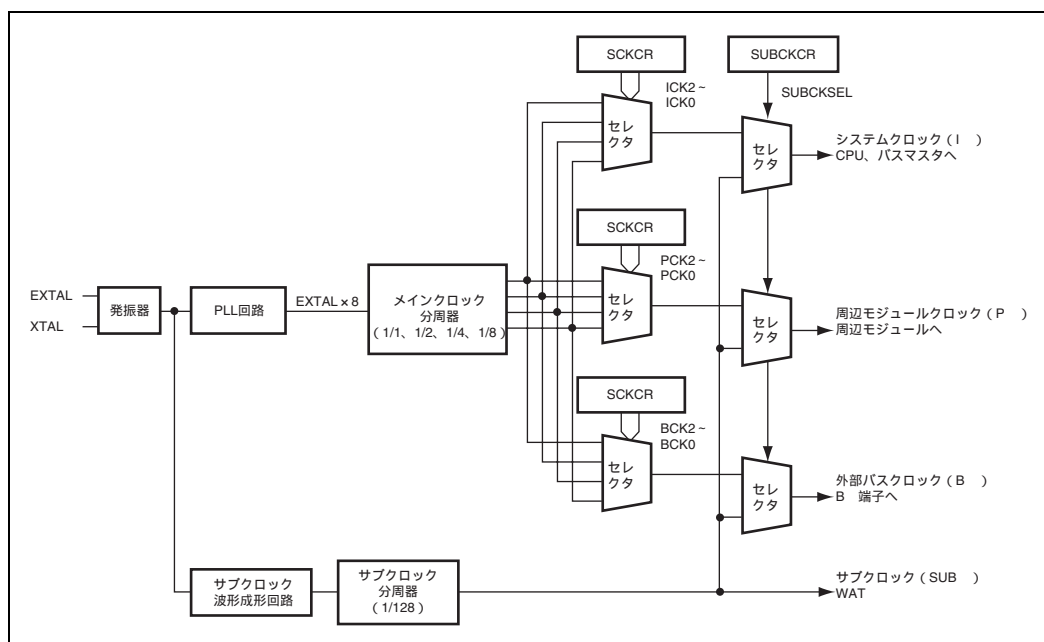 SCKCR
SUBCKCR
ICK2～
ICK0
SUBCKSEL
セレ
クタ
セレ
クタ
システムクロック（I　）
CPU、バスマスタへ
SCKCR
PCK2～
PCK0
EXTAL
XTAL
発振器
PLL回路
EXTAL×8
メインクロック
分周器
（1/1、1/2、1/4、1/8）
セレ
クタ
セレ
クタ
周辺モジュールクロック（P　）
周辺モジュールへ
SCKCR
BCK2～
BCK0
セレ
クタ
セレ
クタ
外部バスクロック（B　）
B　端子へ
サブクロック
波形成形回路
サブクロック
分周器
（1/128）
サブクロック（SUB　）
WAT